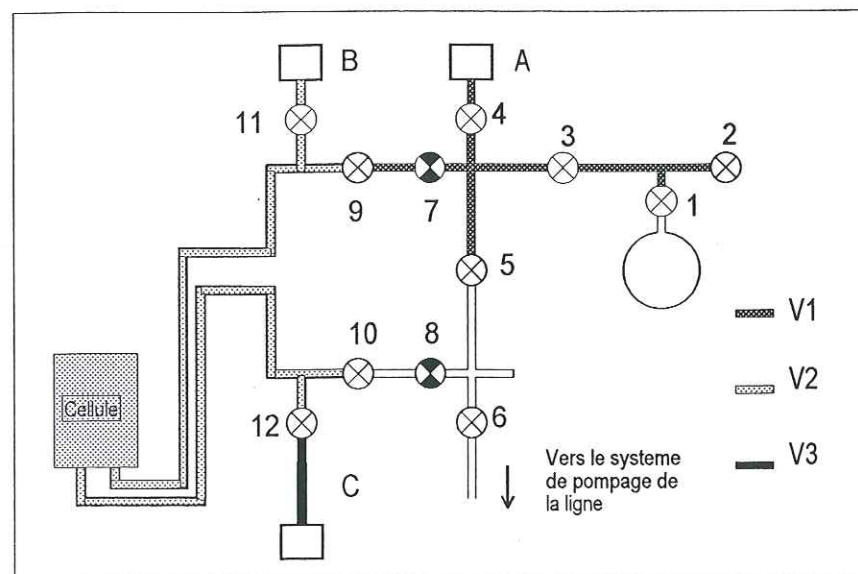 B
A
11
4
3
2
9
7
1
5
V1
10
8
V2
Cellule
12
6
V3
C
Vers le systeme
de pompage de
la ligne